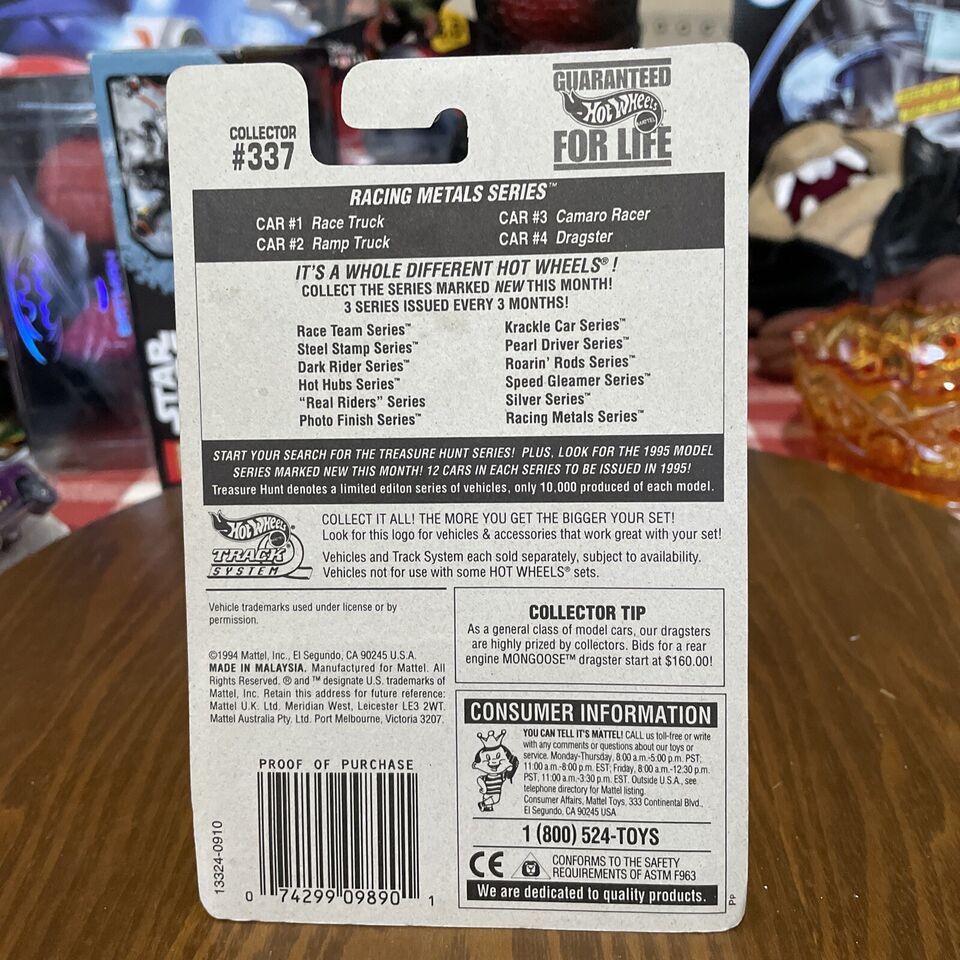 COLLECTOR
#337
GUARANTEED
HOT WHEELS
MATTEL
FOR LIFE
RACING METALS SERIES™
CAR #1 Race Truck
CAR #2 Ramp Truck
CAR #3 Camaro Racer
CAR #4 Dragster
IT'S A WHOLE DIFFERENT HOT WHEELS® !
COLLECT THE SERIES MARKED NEW THIS MONTH!
3 SERIES ISSUED EVERY 3 MONTHS!
Race Team Series™
Steel Stamp Series™
Dark Rider Series™
Hot Hubs Series™
"Real Riders" Series
Photo Finish Series™
Krackle Car Series™
Pearl Driver Series™
Roarin' Rods Series™
Speed Gleamer Series™
Silver Series™
Racing Metals Series™
START YOUR SEARCH FOR THE TREASURE HUNT SERIES! PLUS, LOOK FOR THE 1995 MODEL
SERIES MARKED NEW THIS MONTH! 12 CARS IN EACH SERIES TO BE ISSUED IN 1995!
Treasure Hunt denotes a limited editon series of vehicles, only 10,000 produced of each model.
HOT WHEELS
TRACK
SYSTEM
COLLECT IT ALL! THE MORE YOU GET THE BIGGER YOUR SET!
Look for this logo for vehicles & accessories that work great with your set!
Vehicles and Track System each sold separately, subject to availability.
Vehicles not for use with some HOT WHEELS® sets.
Vehicle trademarks used under license or by
permission.
©1994 Mattel, Inc., El Segundo, CA 90245 U.S.A.
MADE IN MALAYSIA. Manufactured for Mattel. All
Rights Reserved. ® and ™ designate U.S. trademarks of
Mattel, Inc. Retain this address for future reference:
Mattel U.K. Ltd. Meridian West, Leicester LE3 2WT.
Mattel Australia Pty. Ltd. Port Melbourne, Victoria 3207.
COLLECTOR TIP
As a general class of model cars, our dragsters
are highly prized by collectors. Bids for a rear
engine MONGOOSE™ dragster start at $160.00!
CONSUMER INFORMATION
YOU CAN TELL IT'S MATTEL! CALL us toll-free or write
with any comments or questions about our toys or
service. Monday-Thursday, 8:00 a.m.-5:00 p.m. PST;
11:00 a.m.-8:00 p.m. EST; Friday, 8:00 a.m.-12:30 p.m.
PST, 11:00 a.m.-3:30 p.m. EST. Outside U.S.A., see
telephone directory for Mattel listing.
Consumer Affairs, Mattel Toys, 333 Continental Blvd.,
El Segundo, CA 90245 USA
1 (800) 524-TOYS
CE
CONFORMS TO THE SAFETY
REQUIREMENTS OF ASTM F963
We are dedicated to quality products.
PROOF OF PURCHASE
0 74299 09890 1
13324-0910
Pp
STAR